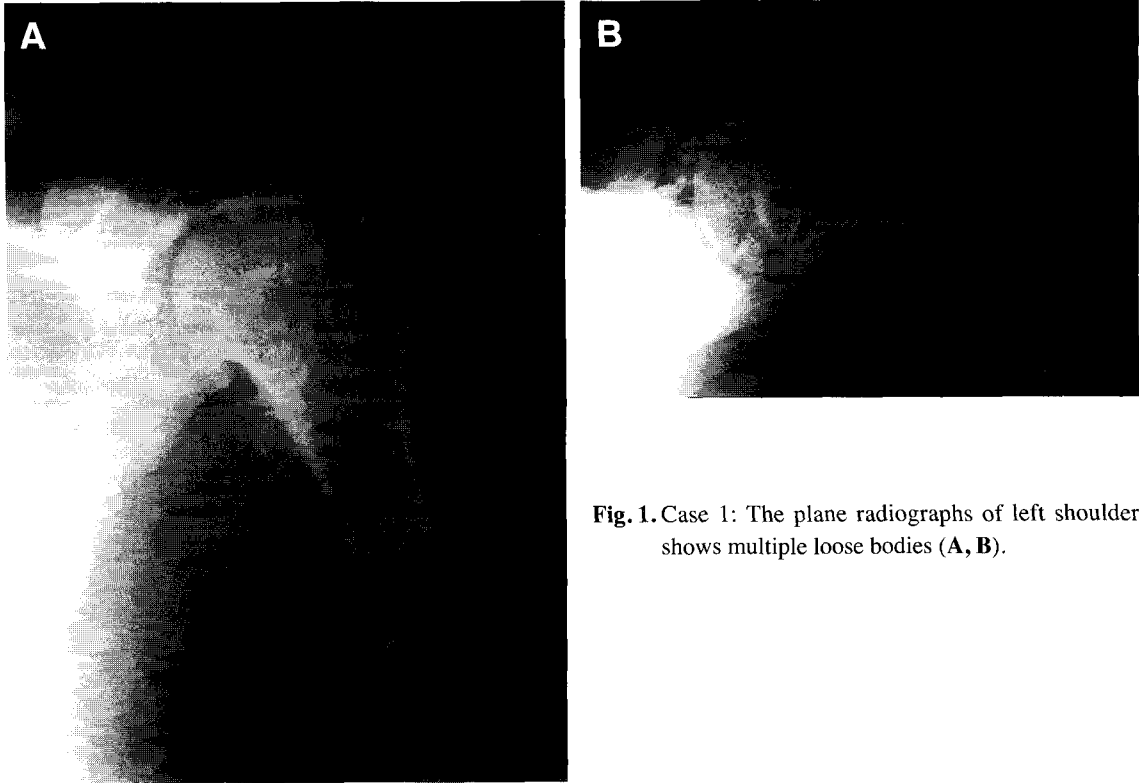 A
B
Fig. 1. Case 1: The plane radiographs of left shoulder
shows multiple loose bodies (A, B).